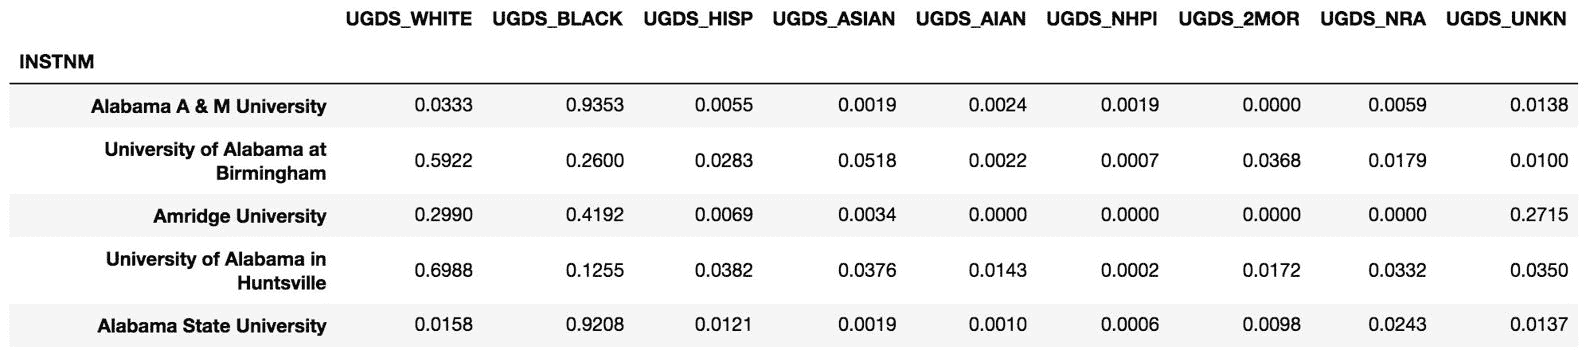 UGDS_WHITE UGDS_BLACK UGDS_HISP UGDS_ASIAN UGDS_AIAN UGDS_NHPI UGDS_2MOR UGDS_NRA UGDS_UNKN
INSTNM
Alabama A & M University 0.0333 0.9353 0.0055 0.0019 0.0024 0.0019 0.0000 0.0059 0.0138
University of Alabama at
Birmingham 0.5922 0.2600 0.0283 0.0518 0.0022 0.0007 0.0368 0.0179 0.0100
Amridge University 0.2990 0.4192 0.0069 0.0034 0.0000 0.0000 0.0000 0.0000 0.2715
University of Alabama in
Huntsville 0.6988 0.1255 0.0382 0.0376 0.0143 0.0002 0.0172 0.0332 0.0350
Alabama State University 0.0158 0.9208 0.0121 0.0019 0.0010 0.0006 0.0098 0.0243 0.0137